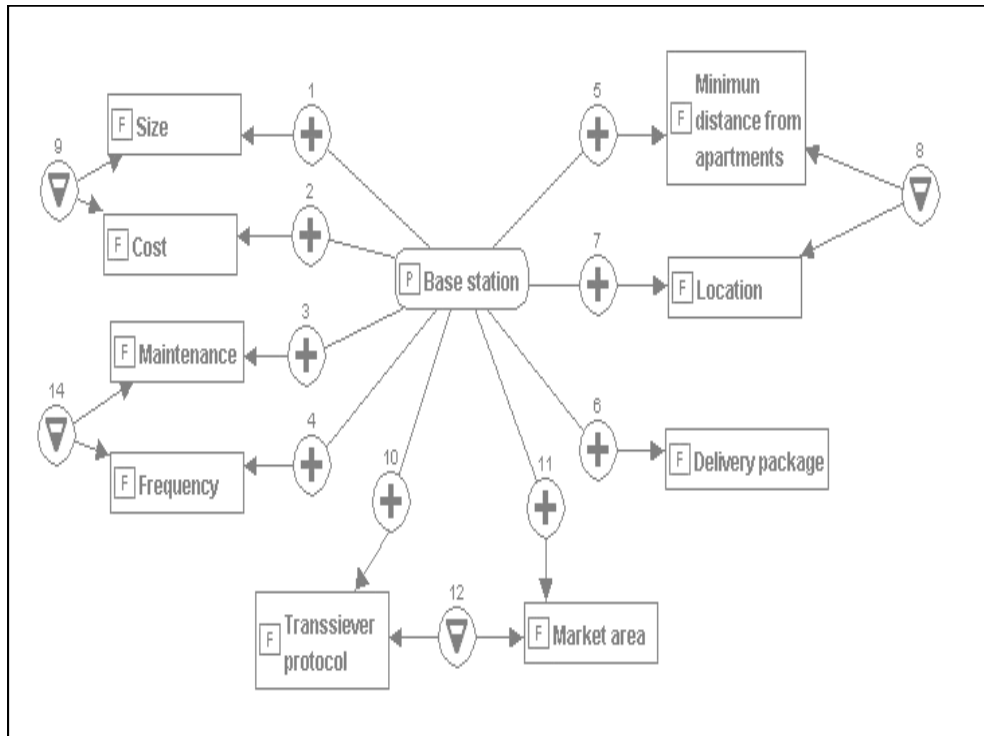 1
5
Minimun
F
distance from
apartments
F
Size
9
8
2
7
F
Cost
P
Base station
F
Location
3
F
Maintenance
14
4
6
10
11
F
Delivery package
F
Frequency
12
Transsiever
F
protocol
F
Market area